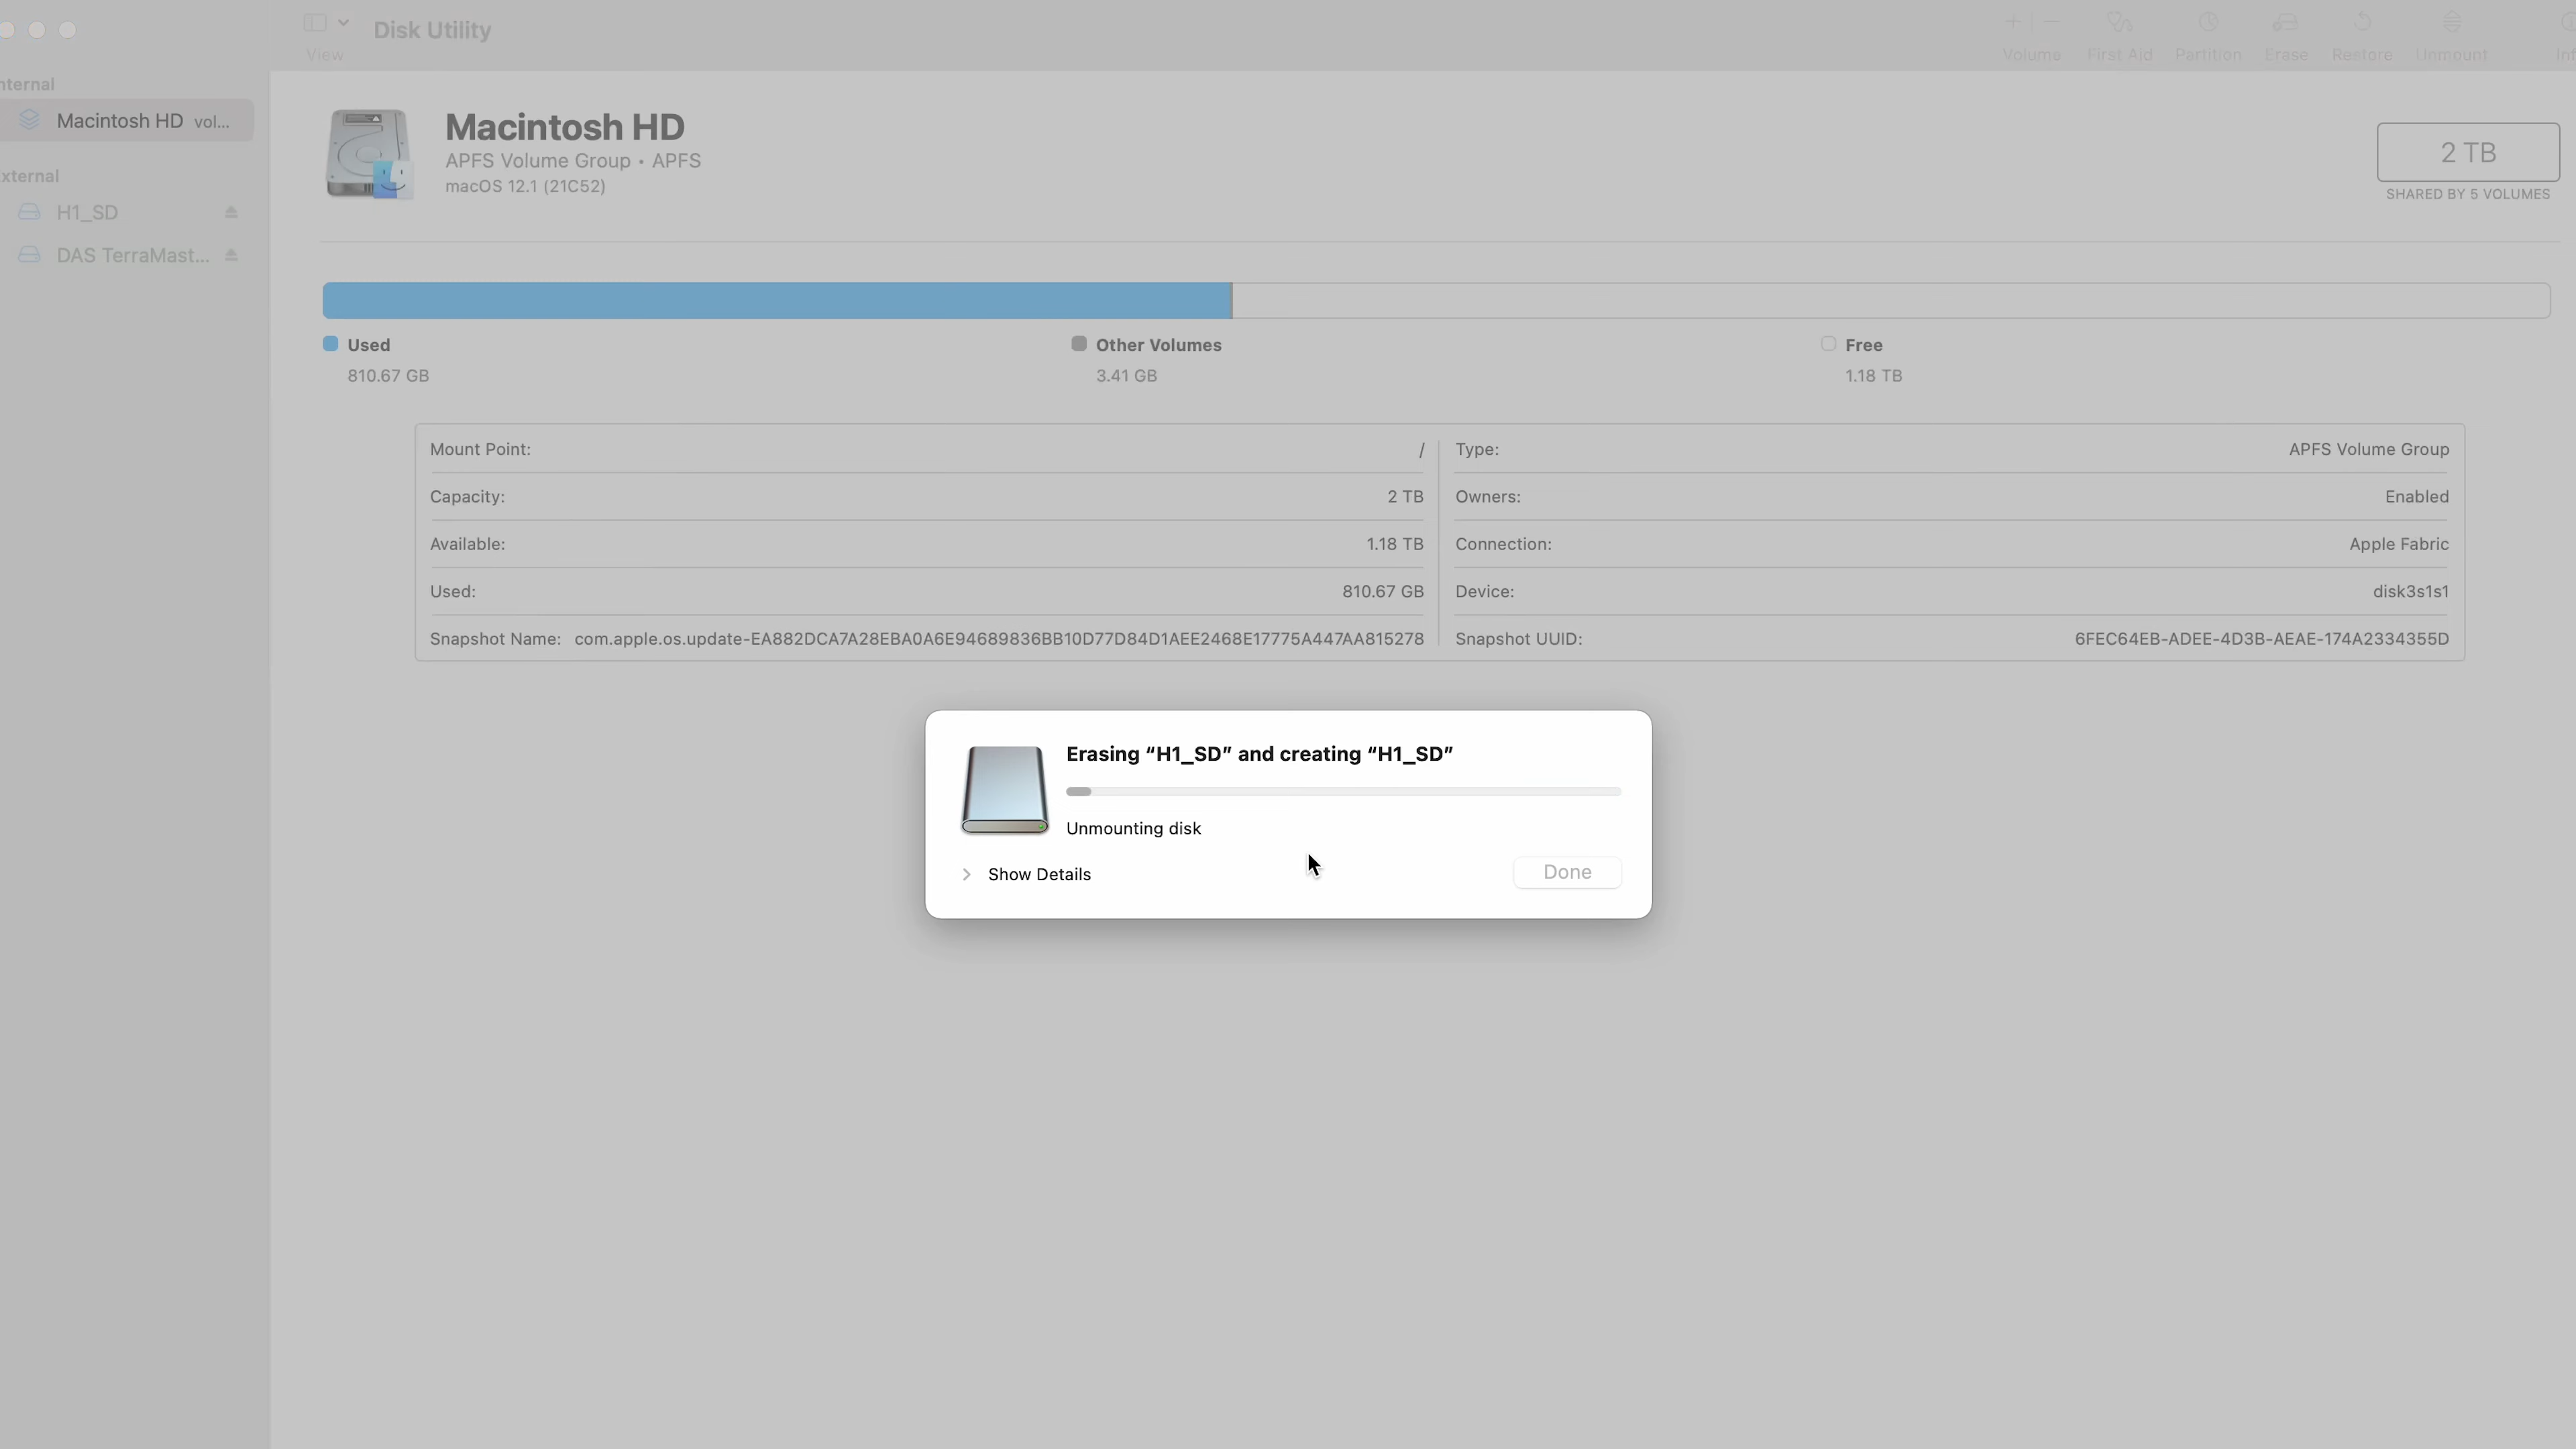 Disk Utility
View
Volume First Aid Partition Erase Restore Unmount Inf
nternal
Macintosh HD vol...
xternal
H1_SD
DAS TerraMast...
Macintosh HD
APFS Volume Group • APFS
macOS 12.1 (21C52)
2 TB
SHARED BY 5 VOLUMES
Used
810.67 GB
Other Volumes
3.41 GB
Free
1.18 TB
Mount Point: /
Capacity: 2 TB
Available: 1.18 TB
Used: 810.67 GB
Snapshot Name: com.apple.os.update-EA882DCA7A28EBA0A6E94689836BB10D77D84D1AEE2468E17775A447AA815278
Type: APFS Volume Group
Owners: Enabled
Connection: Apple Fabric
Device: disk3s1s1
Snapshot UUID: 6FEC64EB-ADEE-4D3B-AEAE-174A2334355D
Erasing “H1_SD” and creating “H1_SD”
Unmounting disk
Show Details
Done